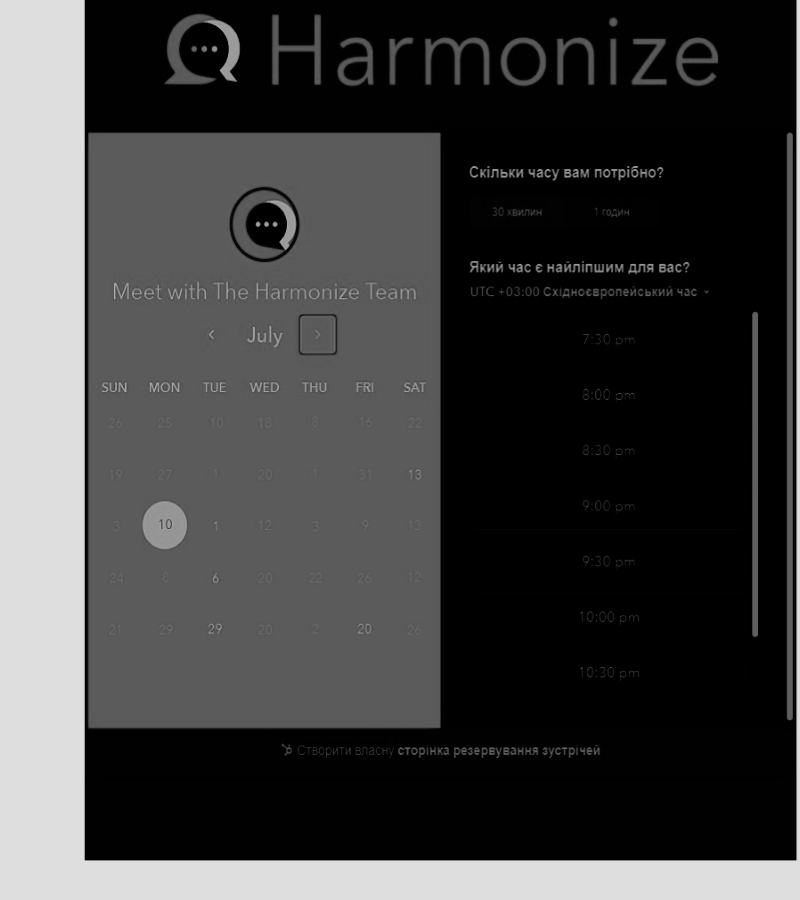 Harmonize
Meet with The Harmonize Team
July
SUN MON TUE WED THU FRI SAT
26 25 10 18 8 16 22
19 27 1 20 1 31 13
3 10 1 12 3 9 13
24 8 6 20 22 26 12
21 29 29 20 2 20 26
Скільки часу вам потрібно?
30 хвилин 1 годин
Який час є найліпшим для вас?
UTC +03:00 Східноєвропейський час
7:30 pm
8:00 pm
8:30 pm
9:00 pm
9:30 pm
10:00 pm
10:30 pm
Створити власну сторінка резервування зустрічей